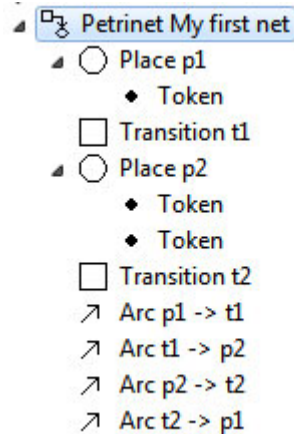 Petrinet My first net
Place p1
Token
Transition t1
Place p2
Token
Token
Transition t2
Arc p1 -> t1
Arc t1 -> p2
Arc p2 -> t2
Arc t2 -> p1